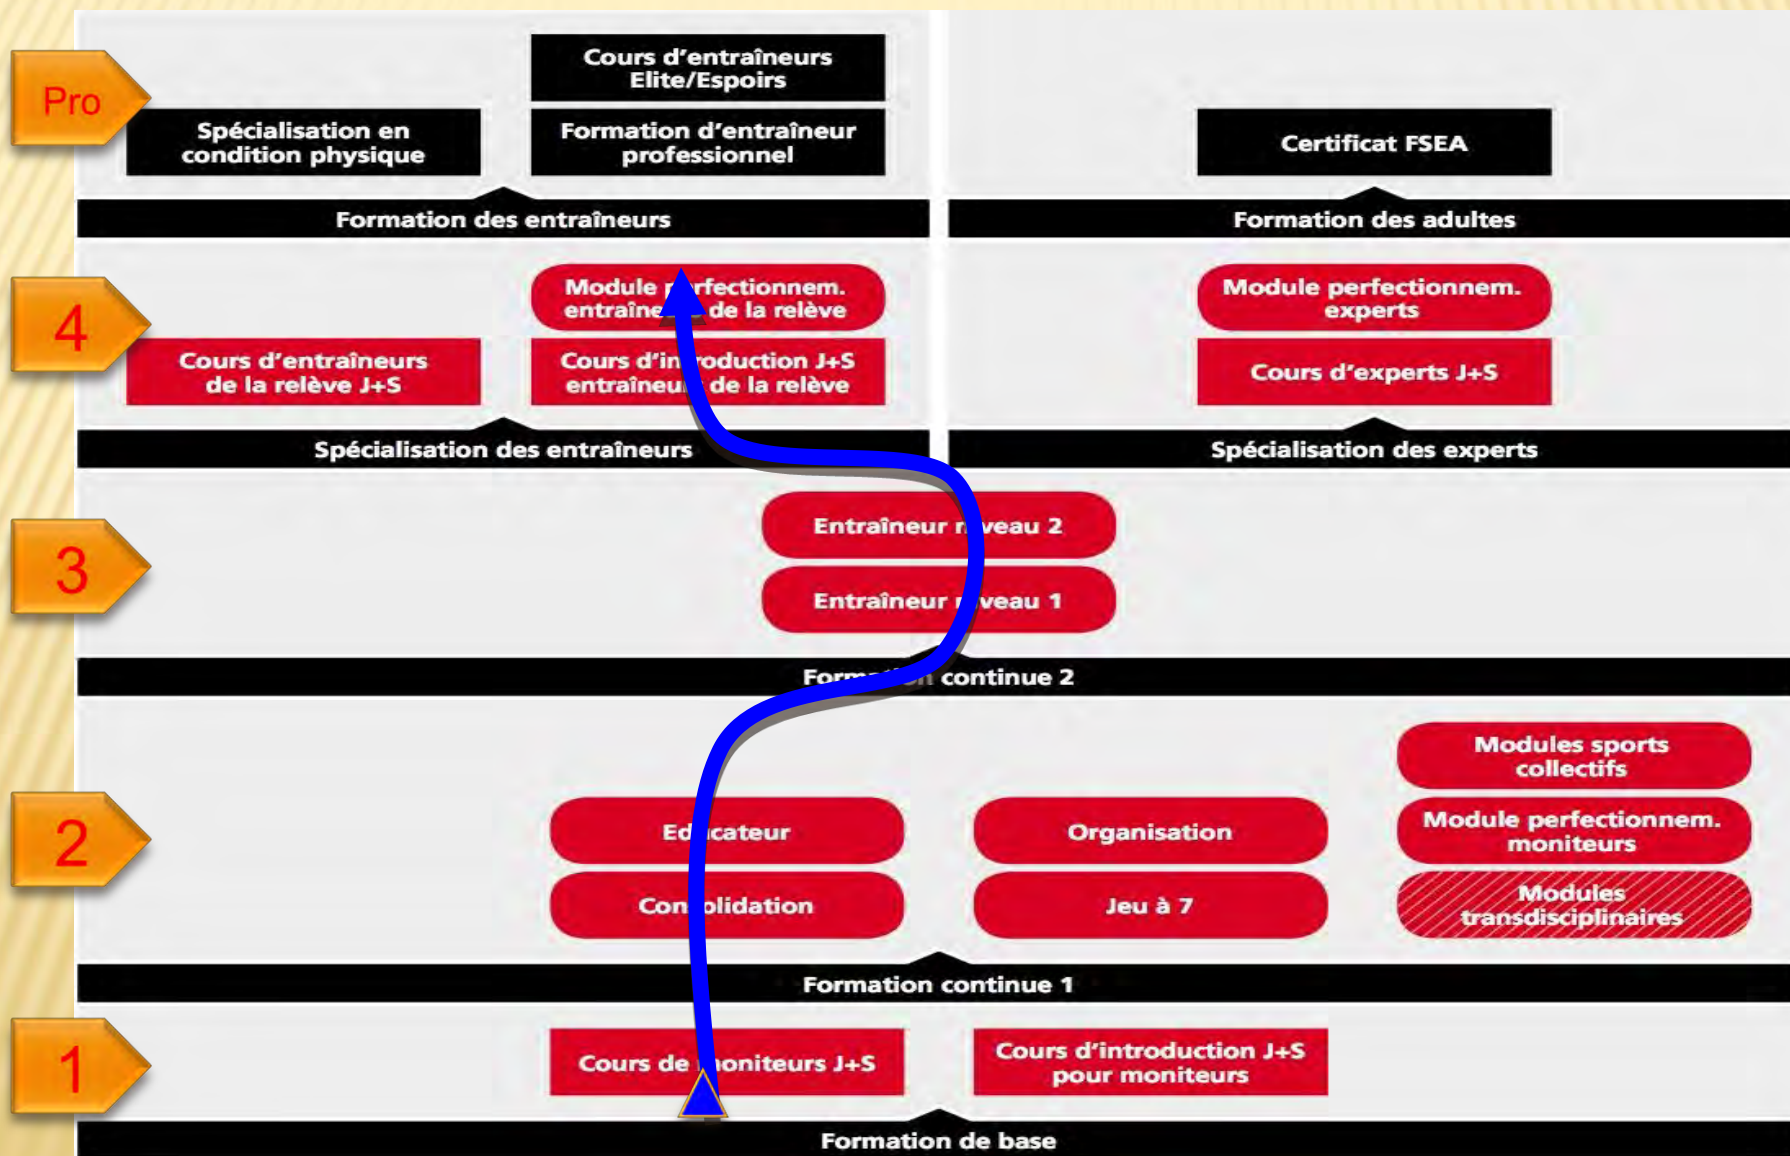 Pro
Cours d'entraîneurs
Elite/Espoirs
Spécialisation en
condition physique
Formation d'entraîneur
professionnel
Certificat FSEA
Formation des entraîneurs
Formation des adultes
4
Module perfectionnem.
entraîneurs de la relève
Module perfectionnem.
experts
Cours d'entraîneurs
de la relève J+S
Cours d'introduction J+S
entraîneurs de la relève
Cours d'experts J+S
Spécialisation des entraîneurs
Spécialisation des experts
3
Entraîneur niveau 2
Entraîneur niveau 1
Formation continue 2
2
Modules sports
collectifs
Educateur
Organisation
Module perfectionnem.
moniteurs
Consolidation
Jeu à 7
Modules
transdisciplinaires
Formation continue 1
1
Cours de moniteurs J+S
Cours d'introduction J+S
pour moniteurs
Formation de base